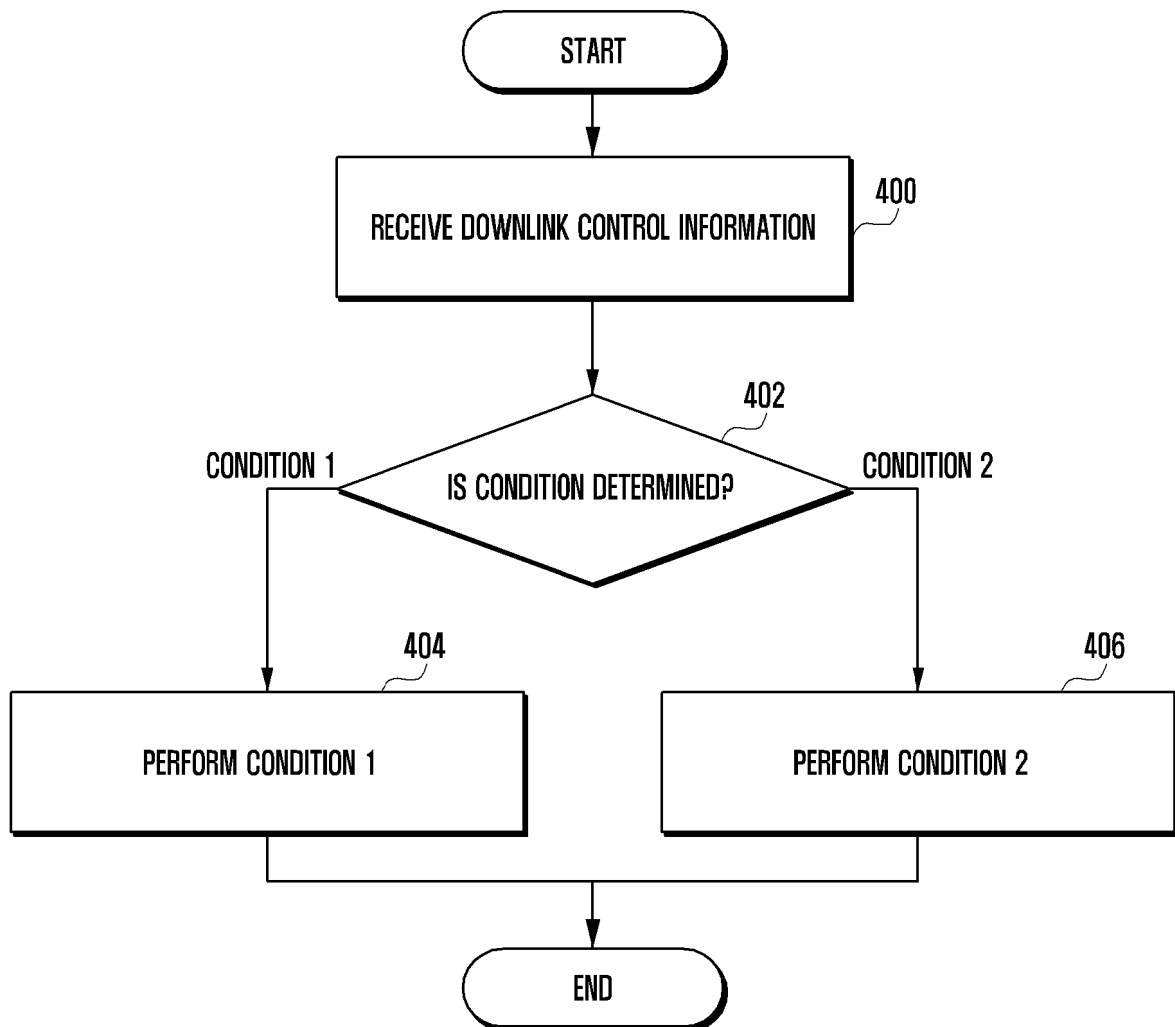 START
RECEIVE DOWNLINK CONTROL INFORMATION
400
402
CONDITION 1
IS CONDITION DETERMINED?
CONDITION 2
404
406
PERFORM CONDITION 1
PERFORM CONDITION 2
END